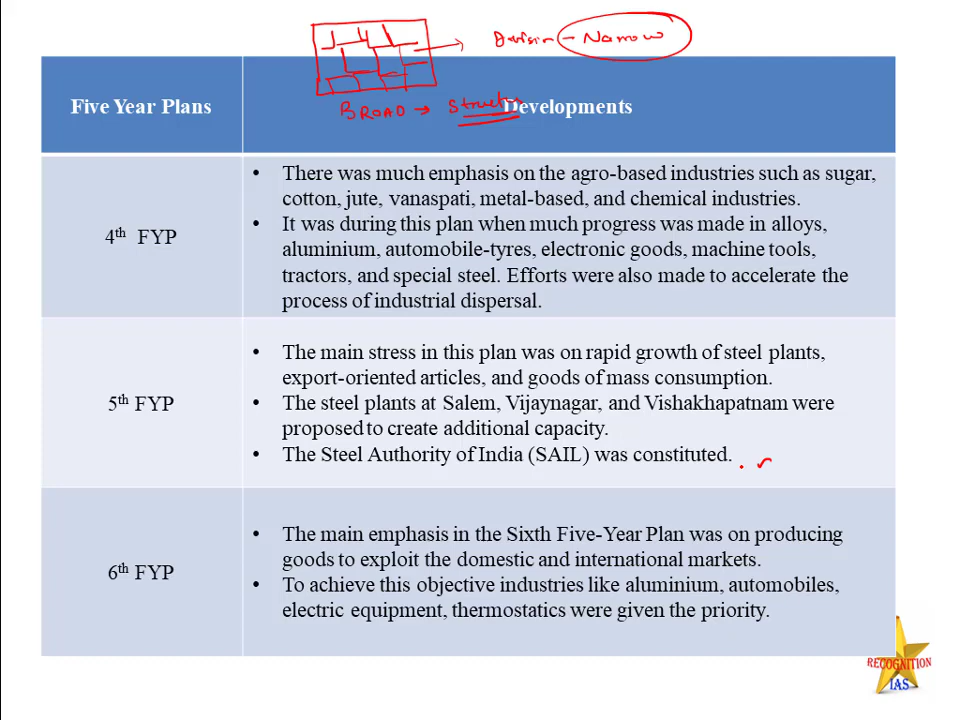 Division - Narrow
BROAD → Struct
Five Year Plans
Developments
4th FYP
• There was much emphasis on the agro-based industries such as sugar,
cotton, jute, vanaspati, metal-based, and chemical industries.
• It was during this plan when much progress was made in alloys,
aluminium, automobile-tyres, electronic goods, machine tools,
tractors, and special steel. Efforts were also made to accelerate the
process of industrial dispersal.
5th FYP
• The main stress in this plan was on rapid growth of steel plants,
export-oriented articles, and goods of mass consumption.
• The steel plants at Salem, Vijaynagar, and Vishakhapatnam were
proposed to create additional capacity.
• The Steel Authority of India (SAIL) was constituted.
6th FYP
• The main emphasis in the Sixth Five-Year Plan was on producing
goods to exploit the domestic and international markets.
• To achieve this objective industries like aluminium, automobiles,
electric equipment, thermostatics were given the priority.
RECOGNITION
IAS